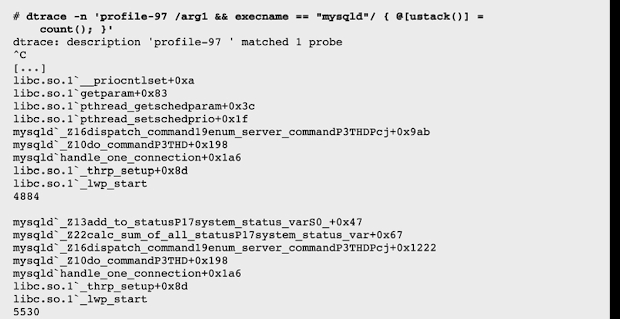 # dtrace -n 'profile-97 /arg1 && execname == "mysqld"/ { @[ustack()] =
count(); }'
dtrace: description 'profile-97 ' matched 1 probe
^C
[...]
libc.so.1`__priocntlset+0xa
libc.so.1`getparam+0x83
libc.so.1`pthread_getschedparam+0x3c
libc.so.1`pthread_setschedprio+0x1f
mysqld`_Z16dispatch_command19enum_server_commandP3THDPcj+0x9ab
mysqld`_Z10do_commandP3THD+0x198
mysqld`handle_one_connection+0x1a6
libc.so.1`_thrp_setup+0x8d
libc.so.1`_lwp_start
4884
mysqld`_Z13add_to_statusP17system_status_varS0_+0x47
mysqld`_Z22calc_sum_of_all_statusP17system_status_var+0x67
mysqld`_Z16dispatch_command19enum_server_commandP3THDPcj+0x1222
mysqld`_Z10do_commandP3THD+0x198
mysqld`handle_one_connection+0x1a6
libc.so.1`_thrp_setup+0x8d
libc.so.1`_lwp_start
5530